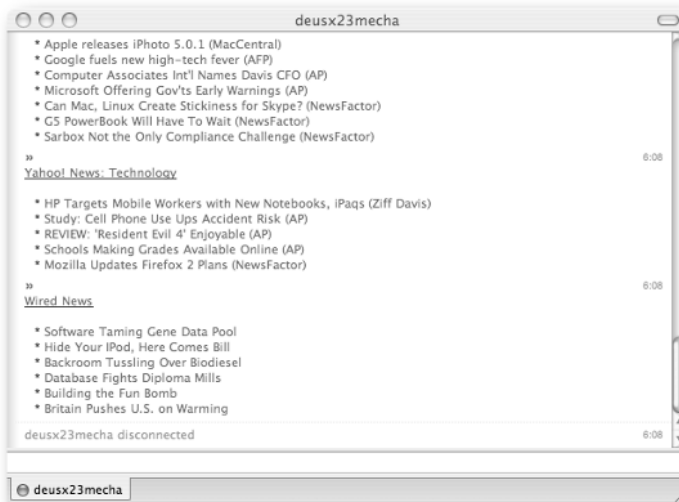 deusx23mecha
* Apple releases iPhoto 5.0.1 (MacCentral)
* Google fuels new high-tech fever (AFP)
* Computer Associates Int'l Names Davis CFO (AP)
* Microsoft Offering Gov'ts Early Warnings (AP)
* Can Mac, Linux Create Stickiness for Skype? (NewsFactor)
* G5 PowerBook Will Have To Wait (NewsFactor)
* Sarbox Not the Only Compliance Challenge (NewsFactor)
» 6:08
Yahoo! News: Technology
* HP Targets Mobile Workers with New Notebooks, iPaqs (Ziff Davis)
* Study: Cell Phone Use Ups Accident Risk (AP)
* REVIEW: 'Resident Evil 4' Enjoyable (AP)
* Schools Making Grades Available Online (AP)
* Mozilla Updates Firefox 2 Plans (NewsFactor)
» 6:08
Wired News
* Software Taming Gene Data Pool
* Hide Your IPod, Here Comes Bill
* Backroom Tussling Over Biodiesel
* Database Fights Diploma Mills
* Building the Fun Bomb
* Britain Pushes U.S. on Warming
deusx23mecha disconnected 6:08
deusx23mecha